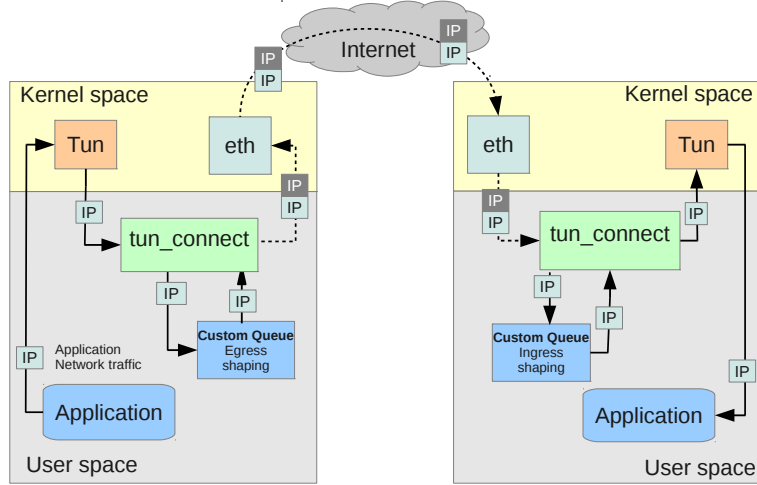 Internet
IP
IP
IP
IP
Kernel space
Tun
eth
IP
IP
IP
tun_connect
IP
IP
Custom Queue
Egress
shaping
IP
Application
Network traffic
Application
User space
Kernel space
eth
Tun
IP
IP
IP
tun_connect
IP
IP
Custom Queue
Ingress
shaping
IP
Application
User space